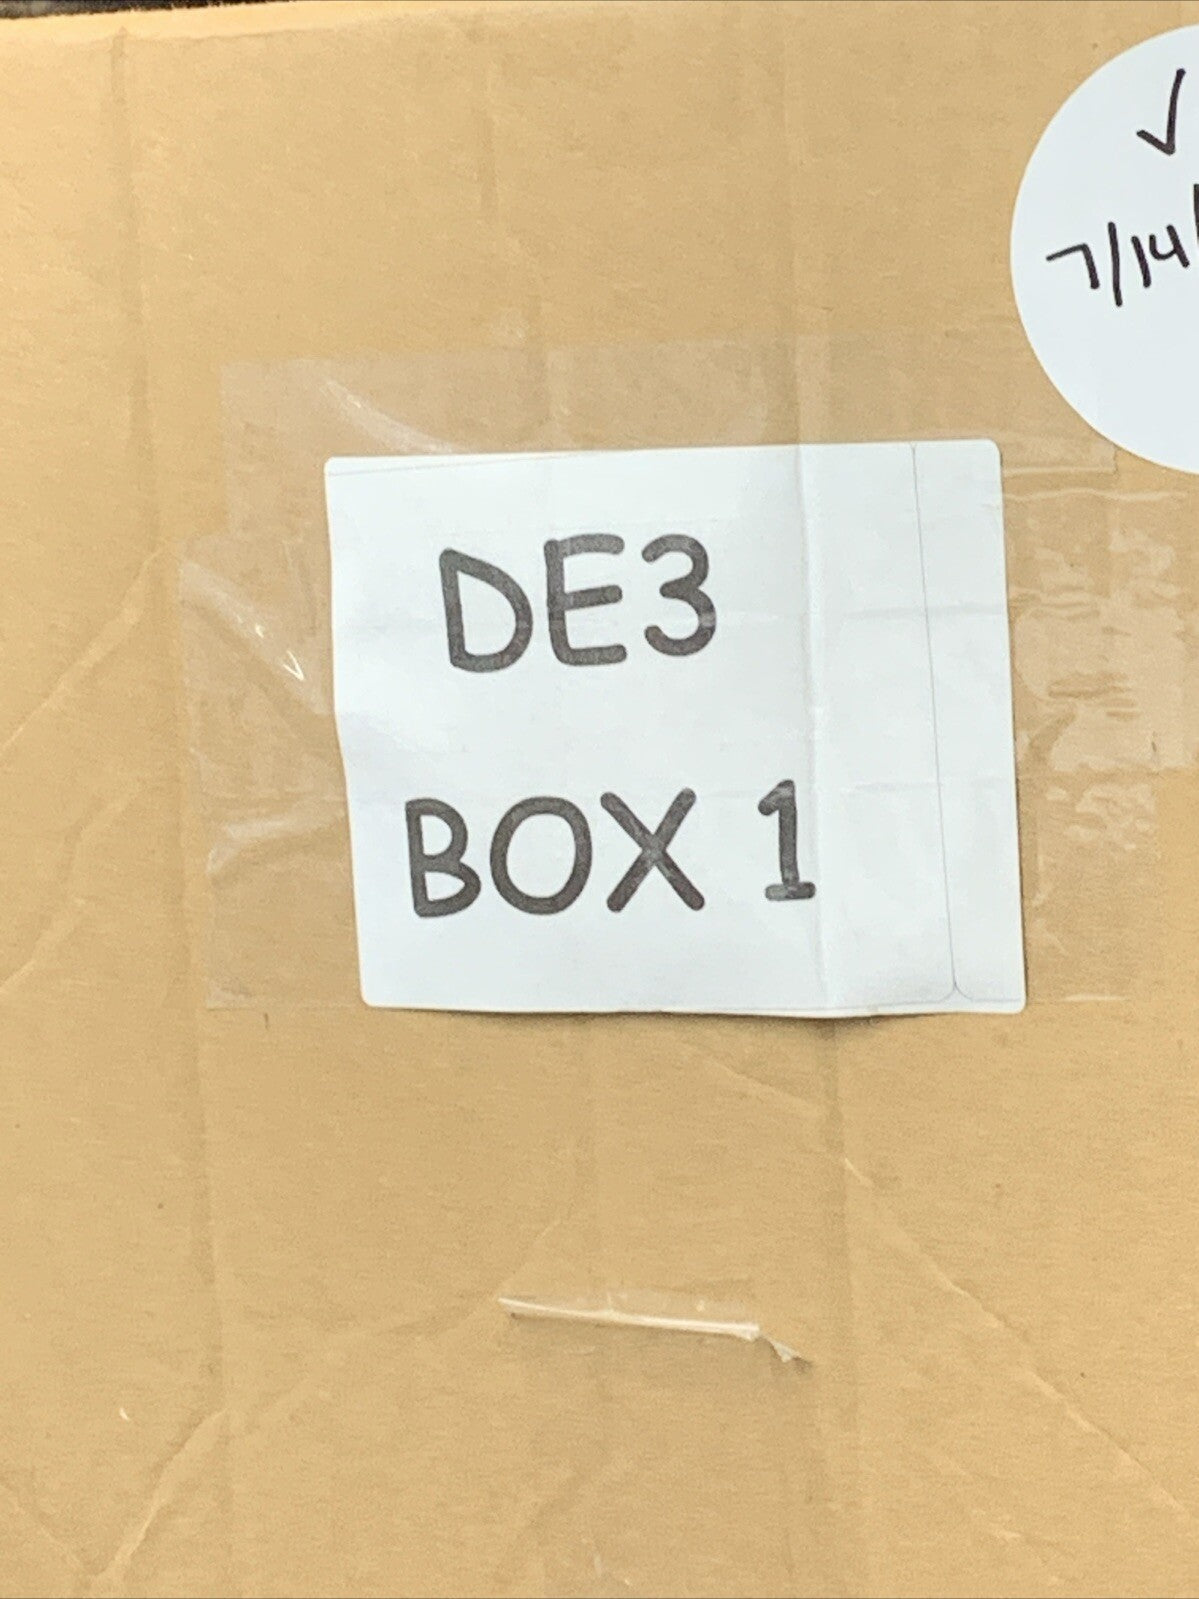 ✓
7/14/
DE3
BOX 1